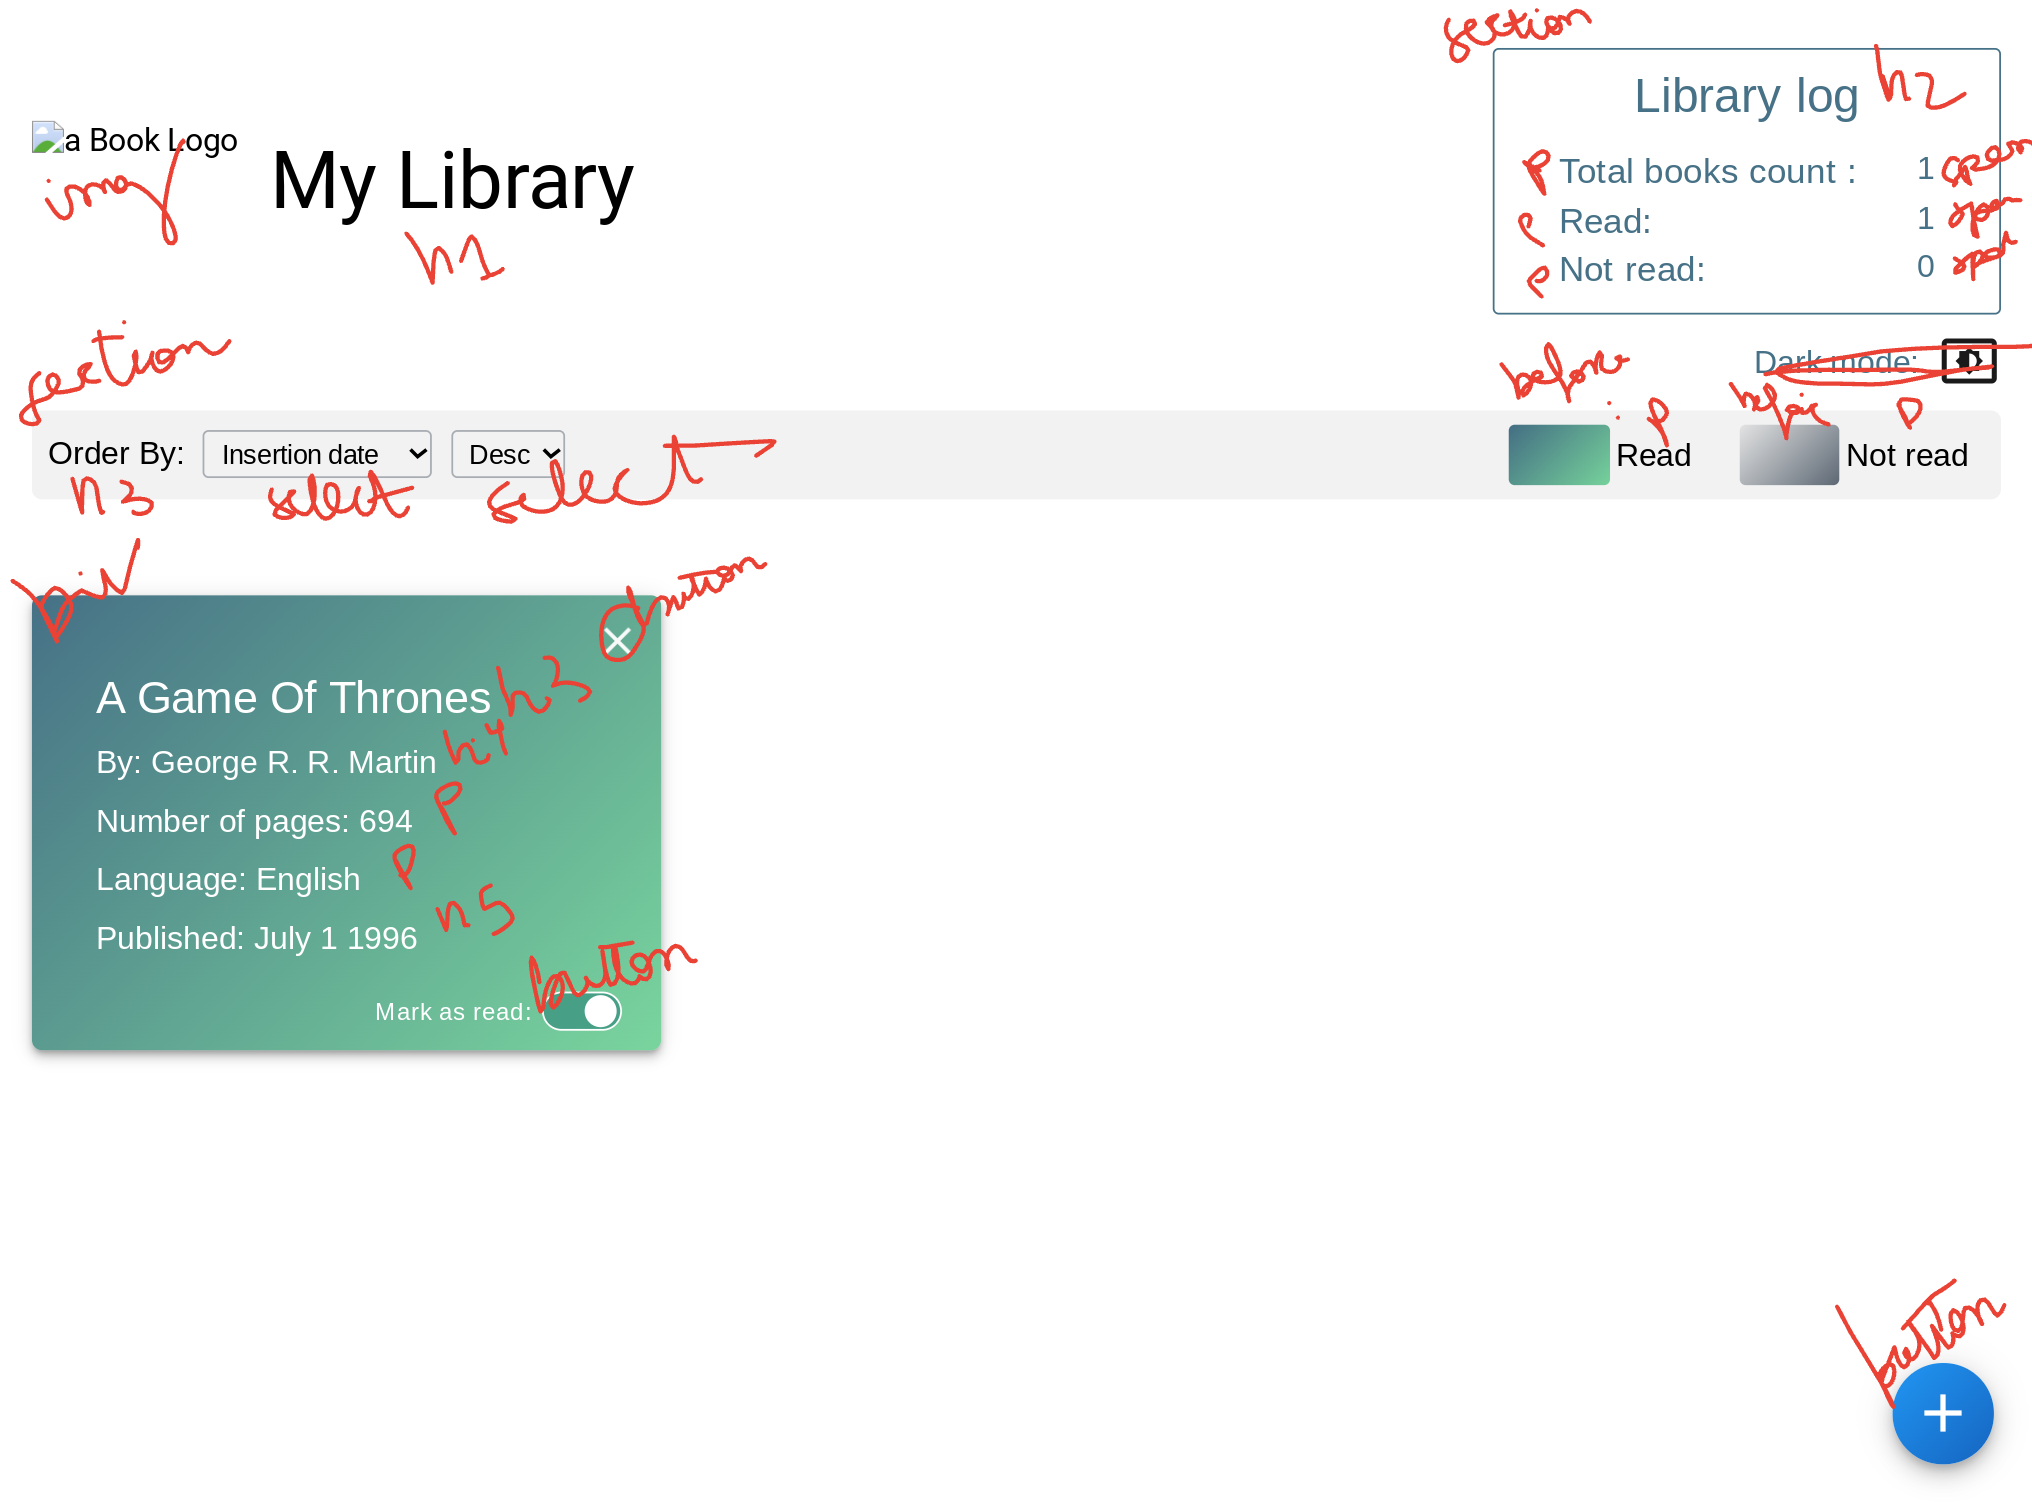 section
Library log h2
a Book Logo
img
My Library
h1
p Total books count : 1 span
p Read: 1 span
p Not read: 0 span
section
Dark mode:
before : p
p
Order By: Insertion date Desc
Read Not read
h3 select select
Div
button
A Game Of Thrones h3
By: George R. R. Martin h4
Number of pages: 694 p
Language: English p
Published: July 1 1996 h5
button
Mark as read:
button